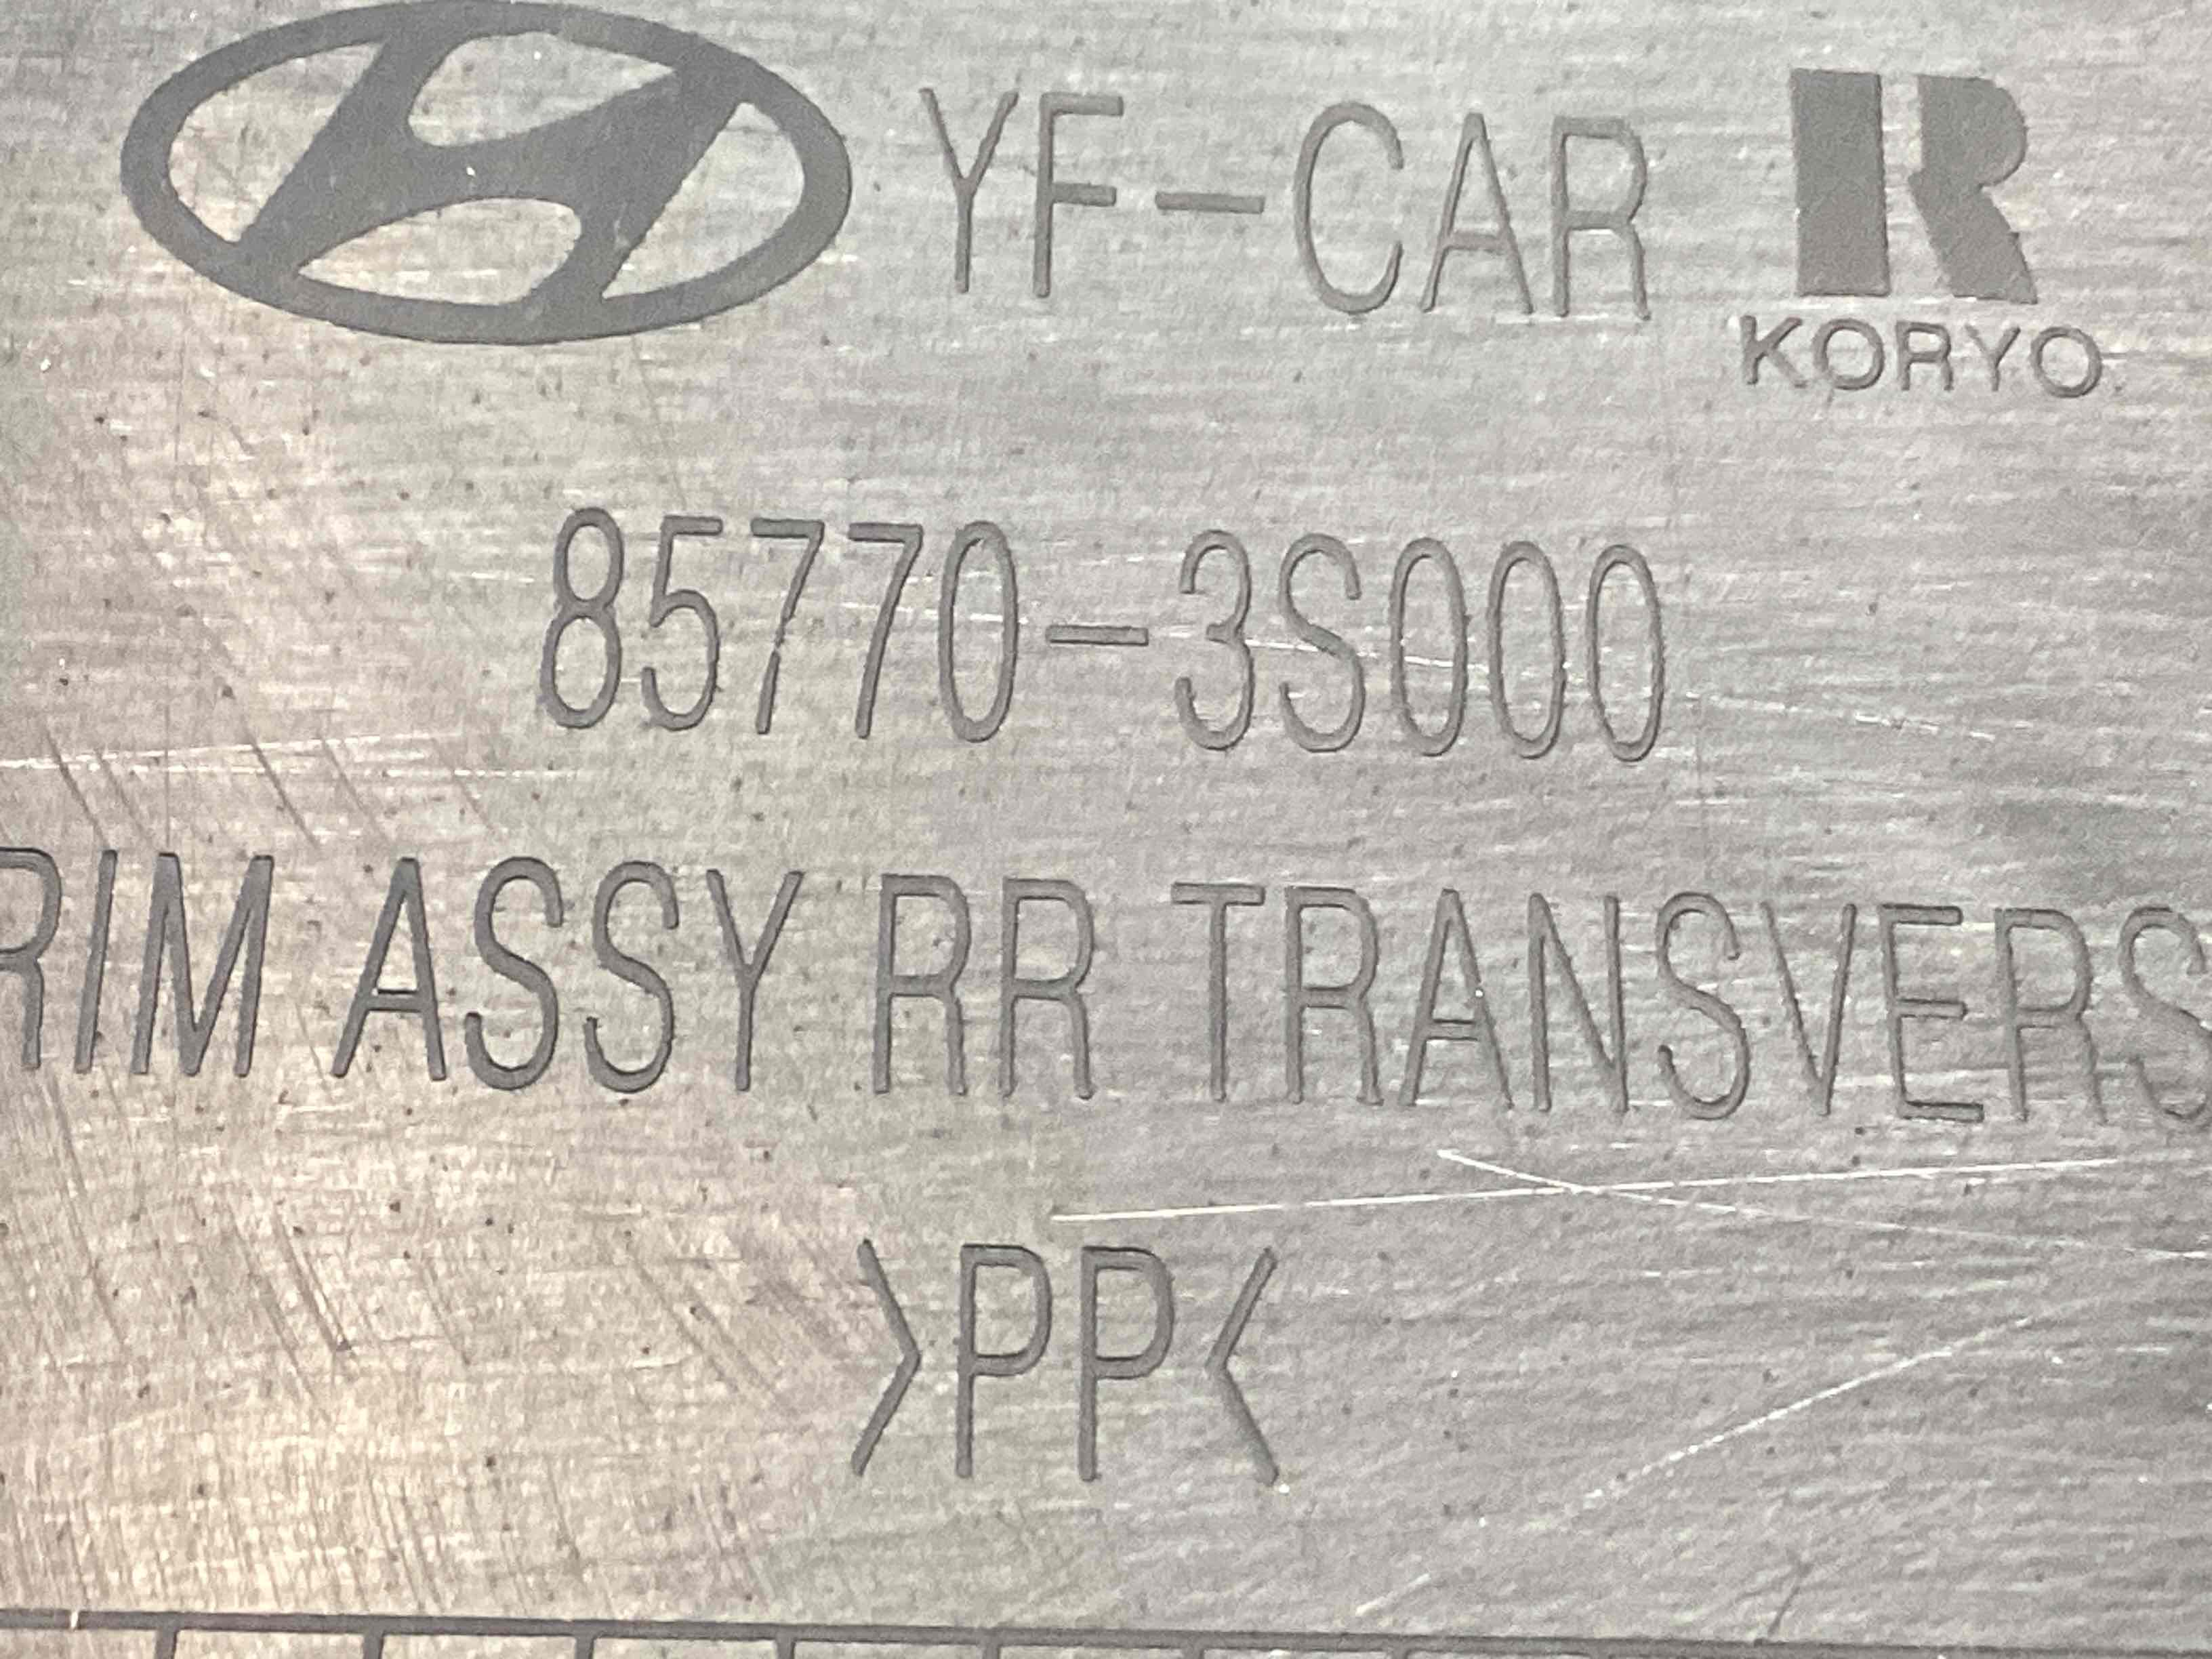 YF-CAR
KORYO
85770-3S000
RIM ASSY RR TRANSVERS
>PP<